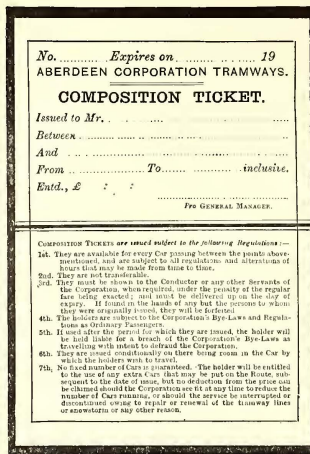 No. ............ Expires on ................ 19
ABERDEEN CORPORATION TRAMWAYS.
COMPOSITION TICKET.
Issued to Mr. .......................
Between .......................
And .......................
From ............... To ............... inclusive.
Entd., £ : :
Pro GENERAL MANAGER.
COMPOSITION TICKETS are issued subject to the following Regulations :—
1st. They are available for every Car passing between the points above-
mentioned, and are subject to all regulations and alterations of
hours that may be made from time to time.
2nd. They are not transferable.
3rd. They must be shown to the Conductor or any other Servants of
the Corporation, when required, under the penalty of the regular
fare being exacted; and must be delivered up on the day of
expiry. If found in the hands of any but the persons to whom
they were originally issued, they will be forfeited.
4th. The holders are subject to the Corporation's Bye-Laws and Regula-
tions as Ordinary Passengers.
5th. If used after the period for which they are issued, the holder will
be held liable for a breach of the Corporation's Bye-Laws as
travelling with intent to defraud the Corporation.
6th. They are issued conditionally on there being room in the Car by
which the holders wish to travel.
7th. No fixed number of Cars is guaranteed. The holder will be entitled
to the use of any extra Cars that may be put on the Route, sub-
sequent to the date of issue, but no deduction from the price can
be claimed should the Corporation see fit at any time to reduce the
number of Cars running, or should the service be interrupted or
discontinued owing to repair or renewal of the tramway lines
or snowstorm or any other reason.